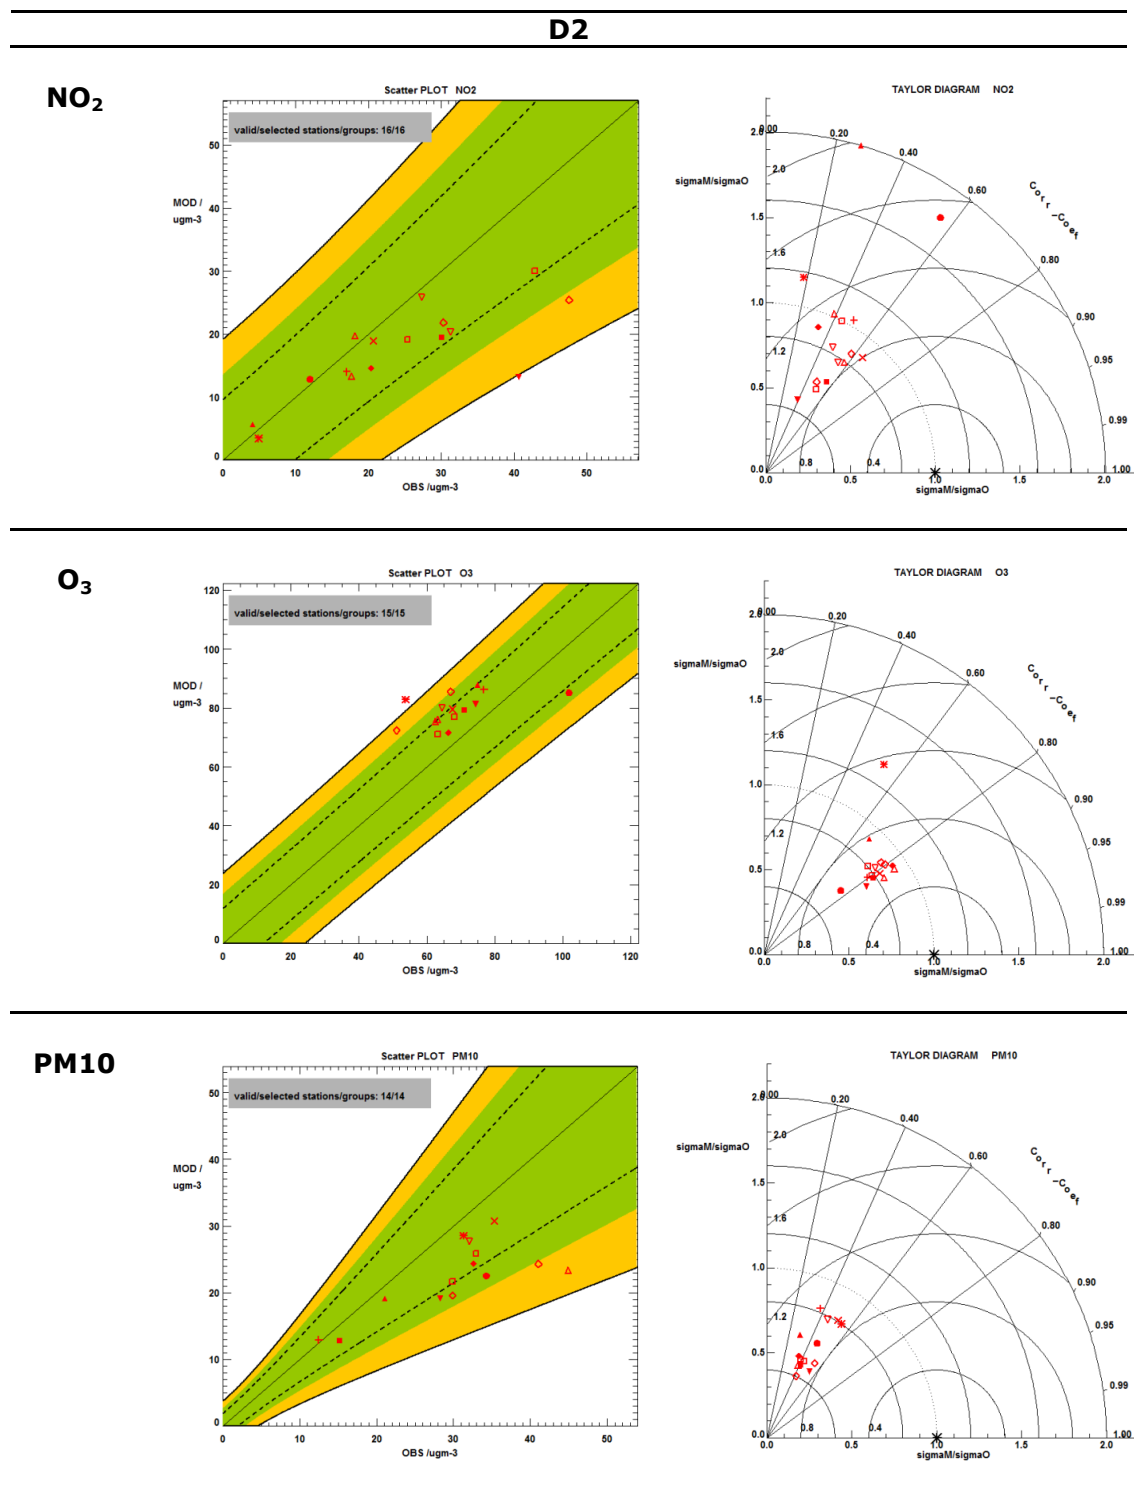 D2
NO2
Scatter PLOT NO2
valid/selected stations/groups: 16/16
MOD /
ugm-3
50
40
30
20
10
0
0 10 20 30 40 50
OBS /ugm-3
TAYLOR DIAGRAM NO2
sigmaM/sigmaO
Corr-Coef
2.0 0.00 0.20 0.40 0.60 0.80 0.90 0.95 0.99 1.00
2.0
1.5
1.6
1.0
1.2
0.5
0.8 0.4
0.0
0.0 0.5 1.0 1.5 2.0
sigmaM/sigmaO
O3
Scatter PLOT O3
valid/selected stations/groups: 15/15
MOD /
ugm-3
120
100
80
60
40
20
0
0 20 40 60 80 100 120
OBS /ugm-3
TAYLOR DIAGRAM O3
sigmaM/sigmaO
Corr-Coef
2.0 0.00 0.20 0.40 0.60 0.80 0.90 0.95 0.99 1.00
2.0
1.5
1.6
1.0
1.2
0.5
0.8 0.4
0.0
0.0 0.5 1.0 1.5 2.0
sigmaM/sigmaO
PM10
Scatter PLOT PM10
valid/selected stations/groups: 14/14
MOD /
ugm-3
50
40
30
20
10
0
0 10 20 30 40 50
OBS /ugm-3
TAYLOR DIAGRAM PM10
sigmaM/sigmaO
Corr-Coef
2.0 0.00 0.20 0.40 0.60 0.80 0.90 0.95 0.99 1.00
2.0
1.5
1.6
1.0
1.2
0.5
0.8 0.4
0.0
0.0 0.5 1.0 1.5 2.0
sigmaM/sigmaO